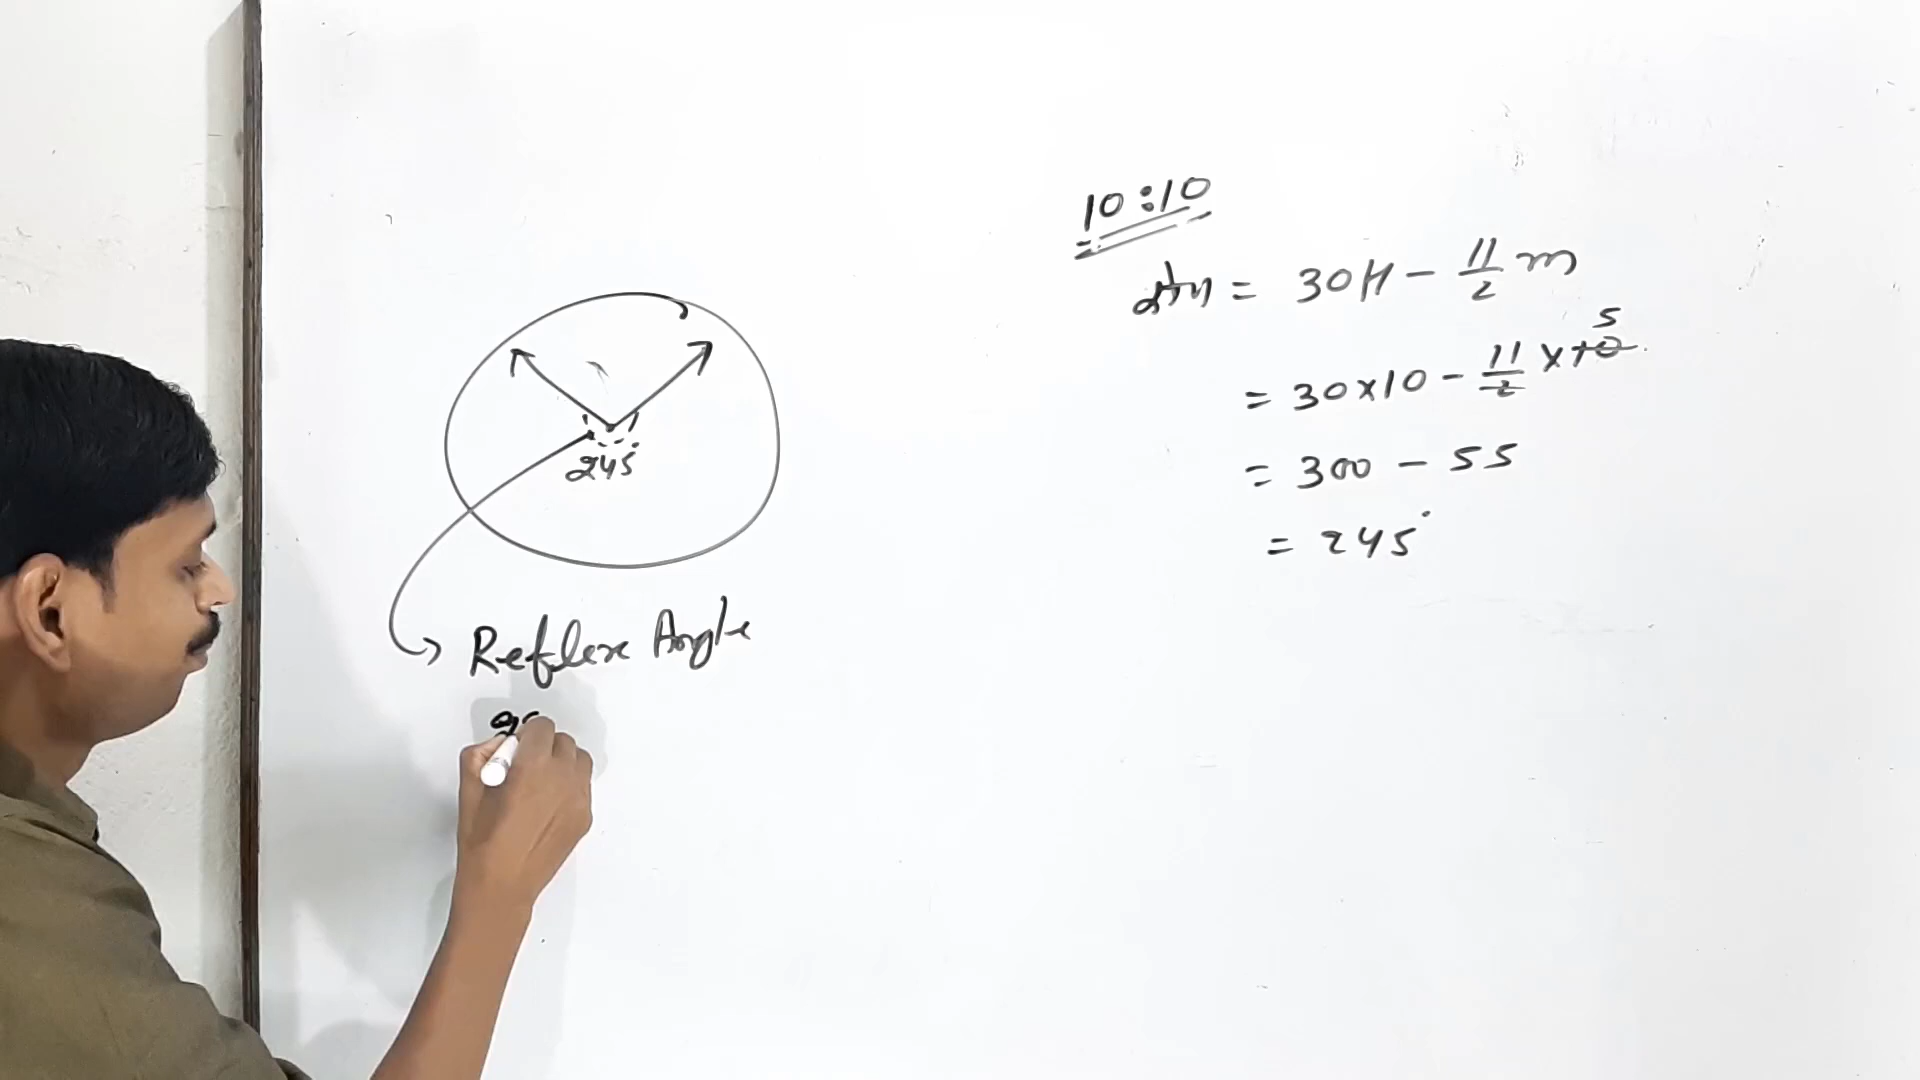 10:10
= 30H - 11/2 m
= 30×10 - 11/2 ×10 5
= 300 - 55
= 245°
245°
Reflex Angle